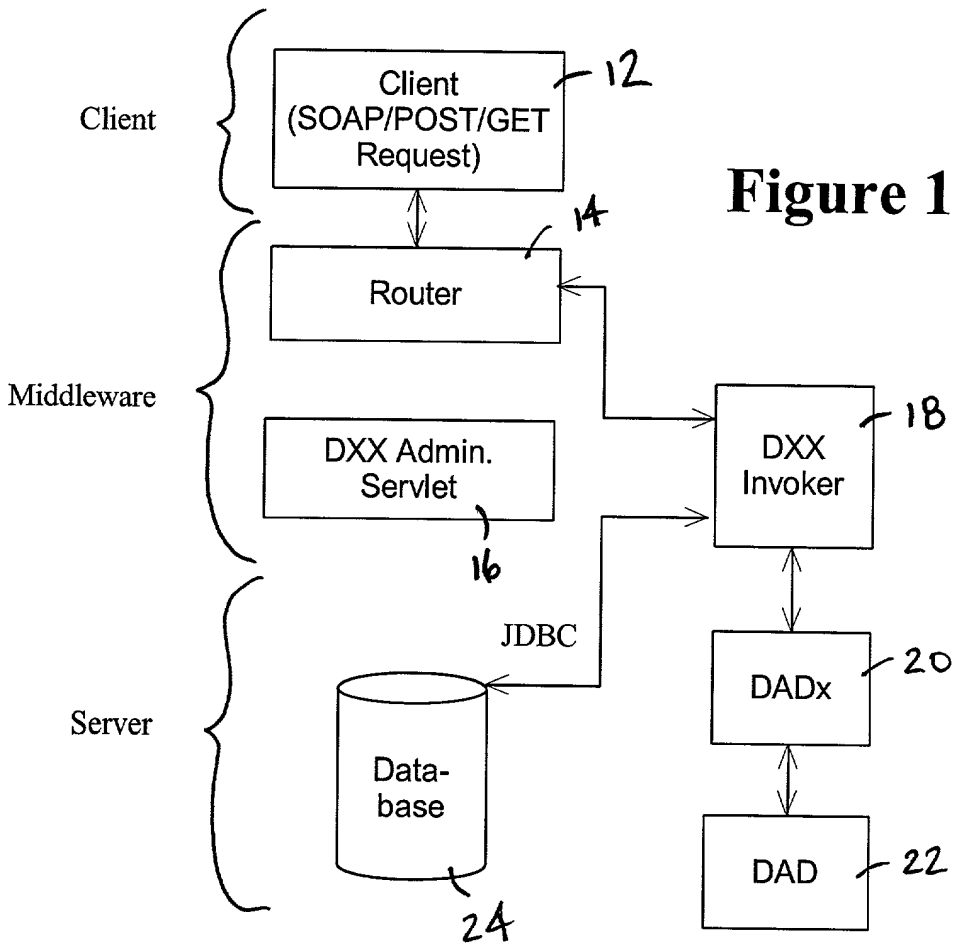 Client
Client
(SOAP/POST/GET
Request)
12
Figure 1
14
Router
Middleware
DXX Admin.
Servlet
16
18
DXX
Invoker
JDBC
20
DADx
Server
Data-
base
24
DAD
22